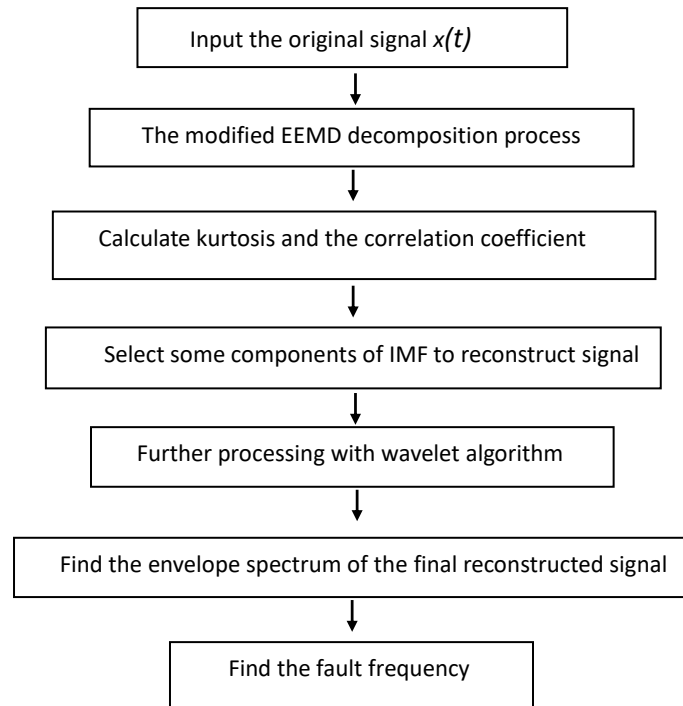 Input the original signal x(t)
The modified EEMD decomposition process
Calculate kurtosis and the correlation coefficient
Select some components of IMF to reconstruct signal
Further processing with wavelet algorithm
Find the envelope spectrum of the final reconstructed signal
Find the fault frequency